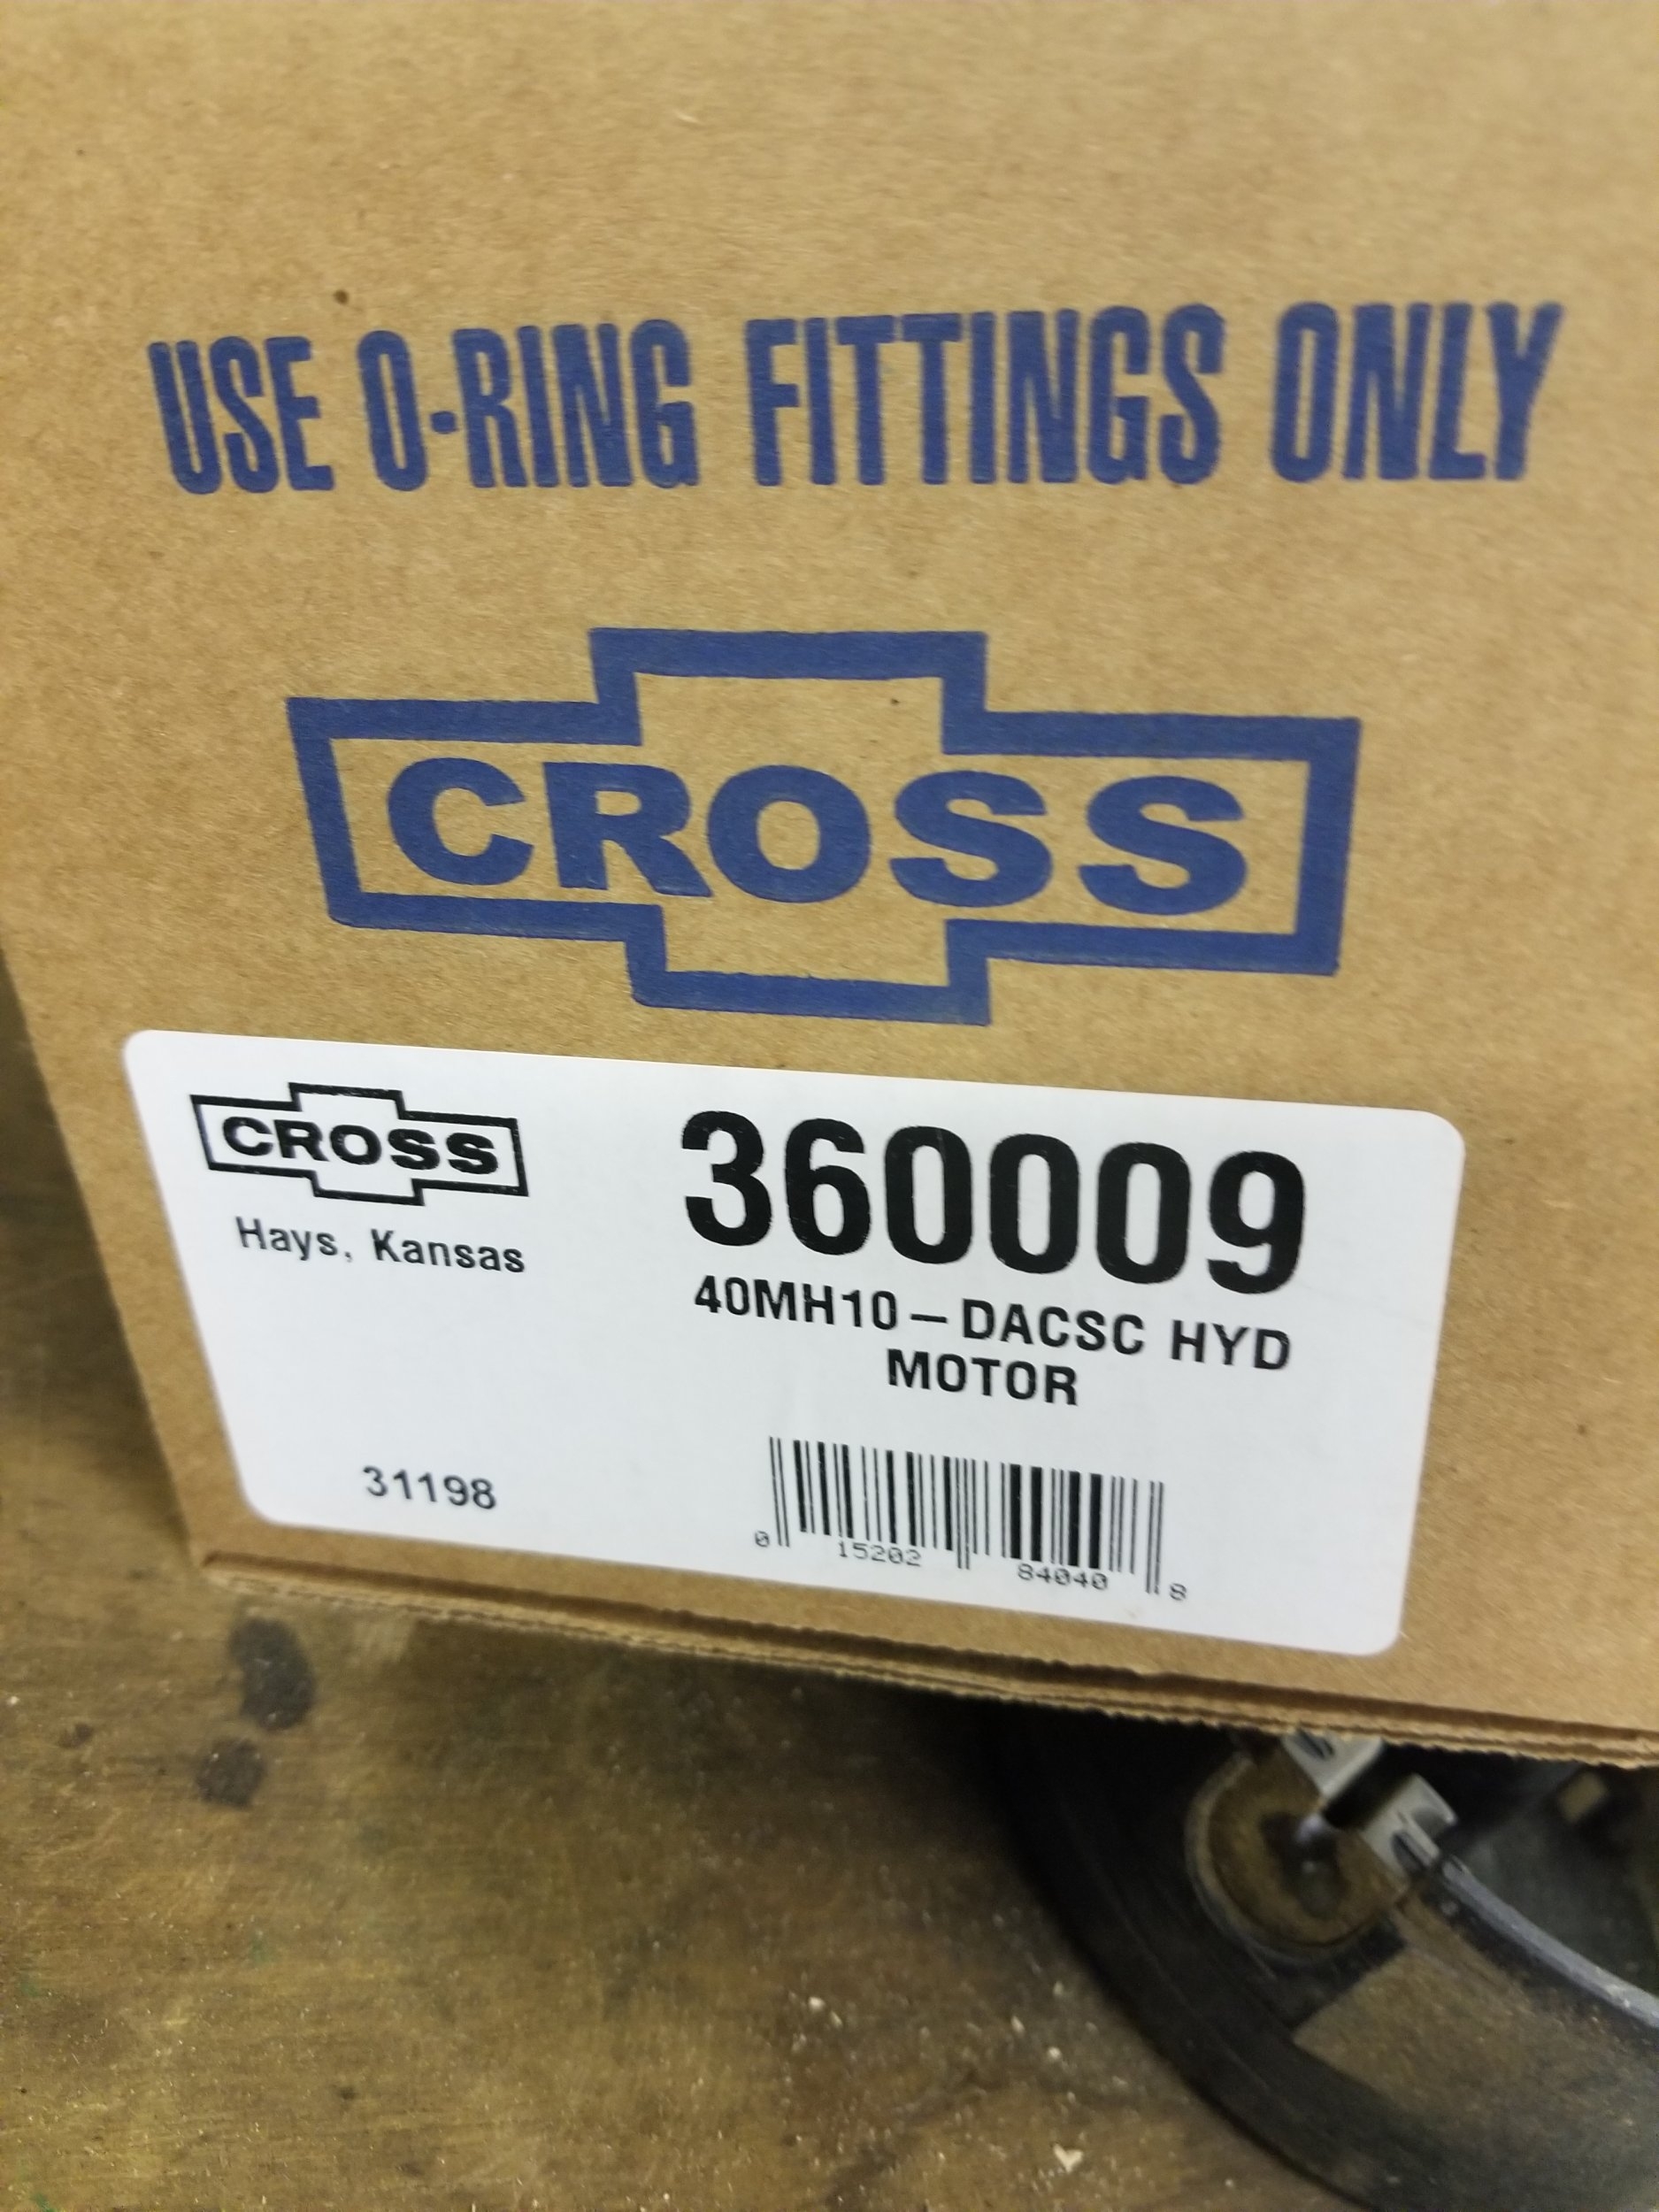 USE O-RING FITTINGS ONLY
CROSS
CROSS
Hays, Kansas
360009
40MH10-DACSC HYD
MOTOR
31198
0 15202 84040 8